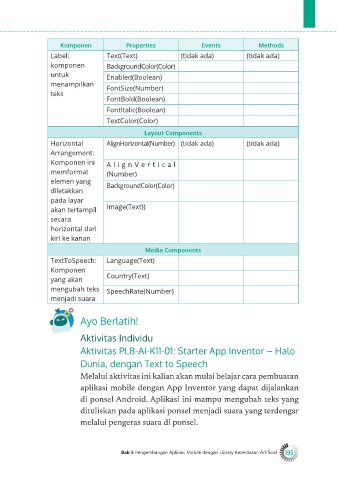 Komponen Properties Events Methods
Label: Text(Text) (tidak ada) (tidak ada)
komponen BackgroundColor(Color)
untuk Enabled(Boolean)
menampilkan FontSize(Number)
teks FontBold(Boolean)
FontItalic(Boolean)
TextColor(Color)
Layout Components
Horizontal AlignHorizontal(Number) (tidak ada) (tidak ada)
Arrangement:
Komponen ini AlignVertical
memformat (Number)
elemen yang BackgroundColor(Color)
diletakkan
pada layar
akan tertampil Image(Text))
secara
horizontal dari
kiri ke kanan
Media Components
TextToSpeech: Language(Text)
Komponen
yang akan Country(Text)
mengubah teks SpeechRate(Number)
menjadi suara
Ayo Berlatih!
Aktivitas Individu
Aktivitas PLB-AI-K11-01: Starter App Inventor – Halo
Dunia, dengan Text to Speech
Melalui aktivitas ini kalian akan mulai belajar cara pembuatan
aplikasi mobile dengan App Inventor yang dapat dijalankan
di ponsel Android. Aplikasi ini mampu mengubah teks yang
dituliskan pada aplikasi ponsel menjadi suara yang terdengar
melalui pengeras suara di ponsel.
Bab 5 Pengembangan Aplikasi Mobile dengan Library Kecerdasan Artifisial 195